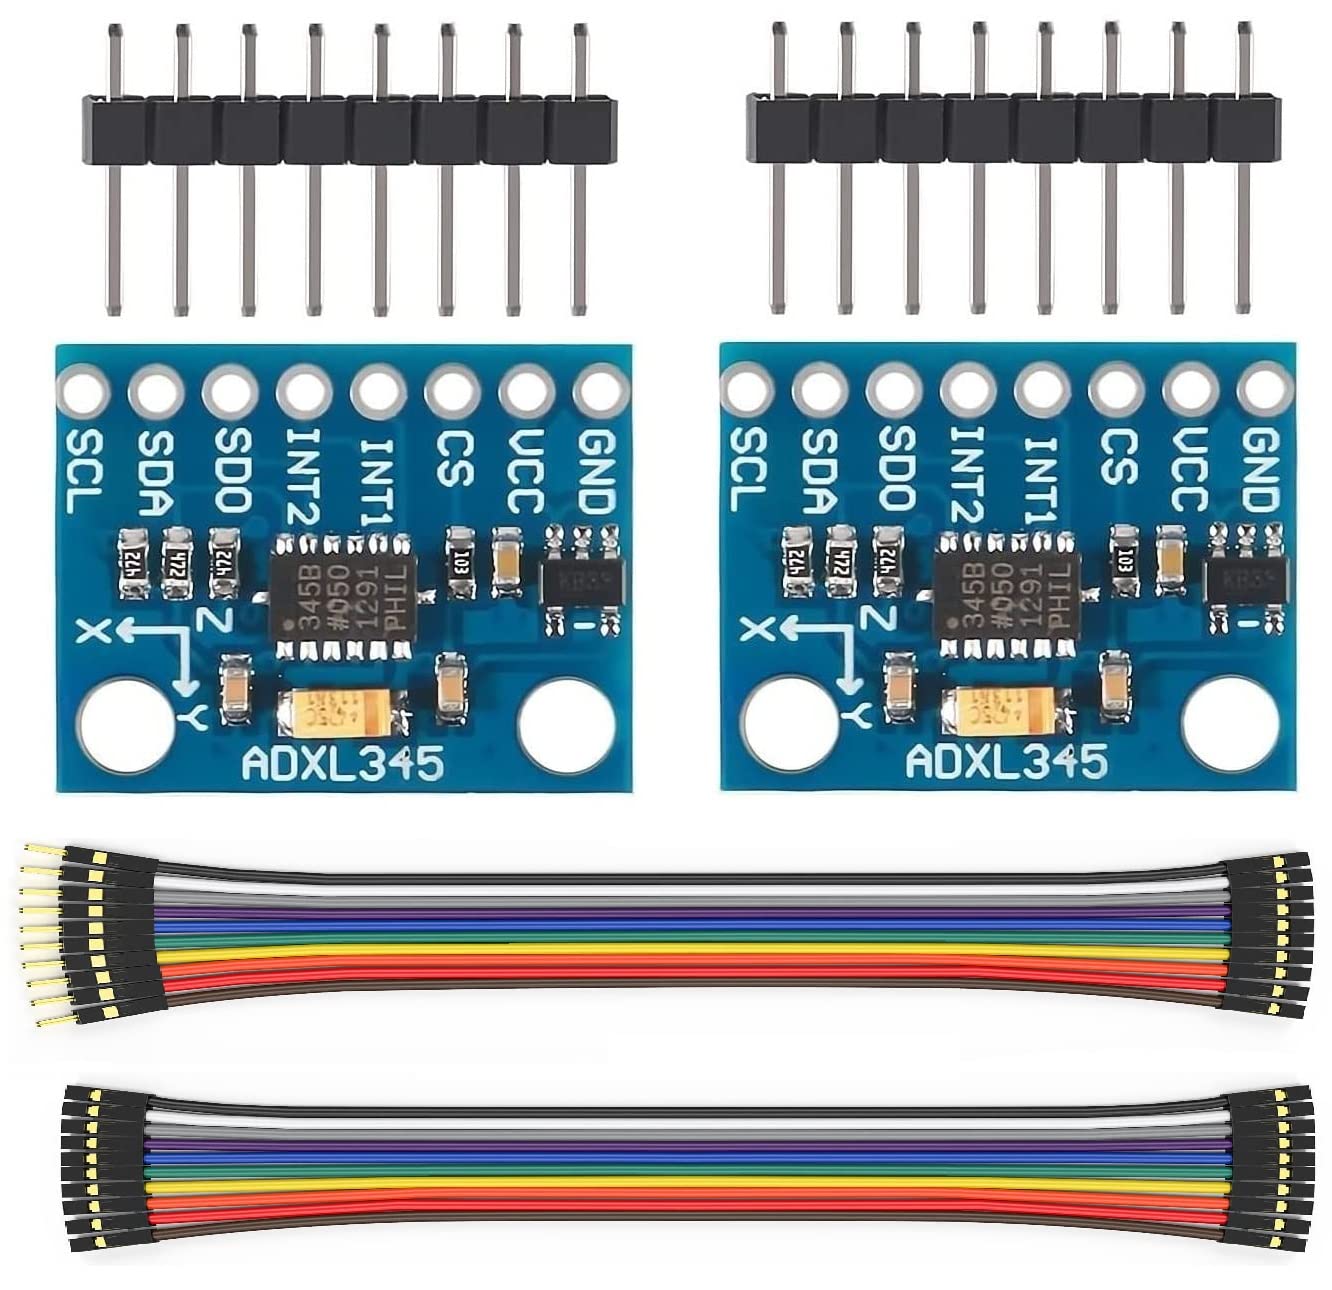 SCL SDA SDO INT2 INT1 CS VCC GND
472 472 472
345B
#050
1291
PHIL
103
X Z
Y
ADXL345
SCL SDA SDO INT2 INT1 CS VCC GND
472 472 472
345B
#050
1291
PHIL
103
X Z
Y
ADXL345